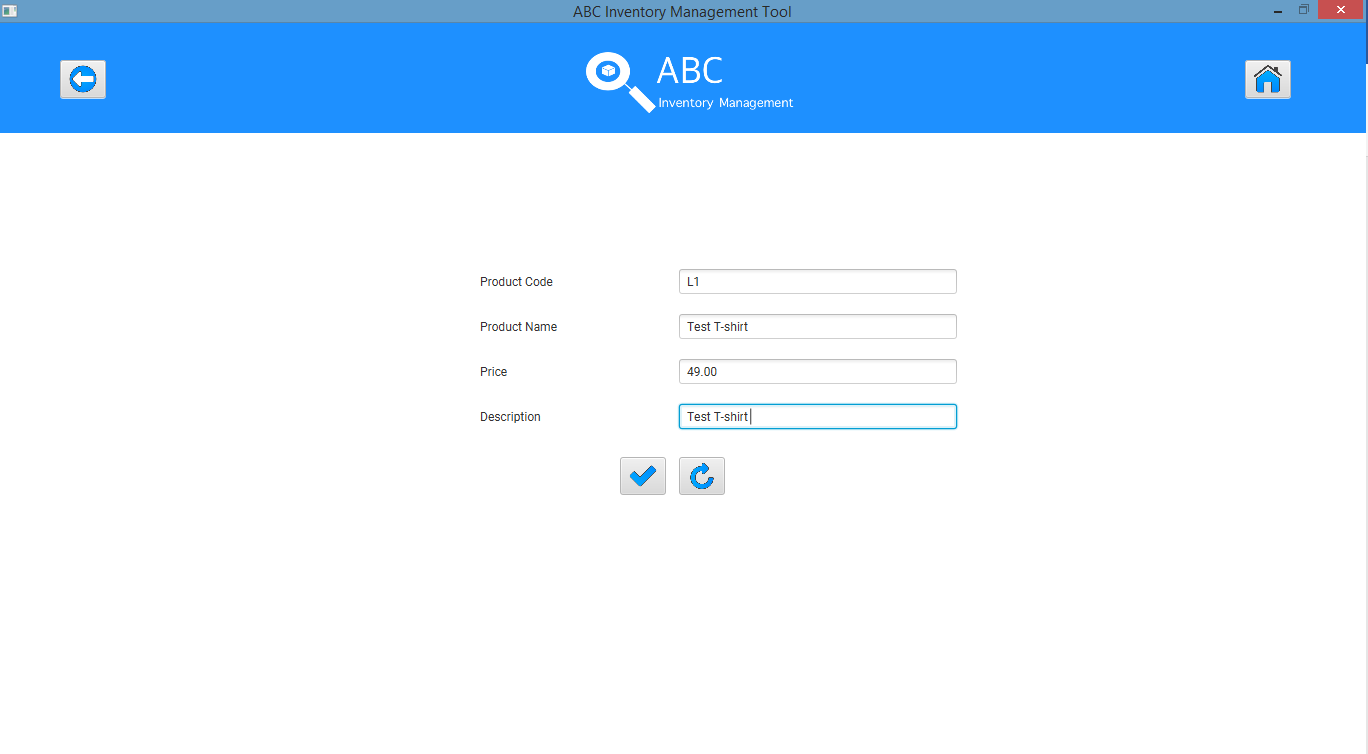 ABC Inventory Management Tool
ABC
Inventory Management
Product Code L1
Product Name Test T-shirt
Price 49.00
Description Test T-shirt